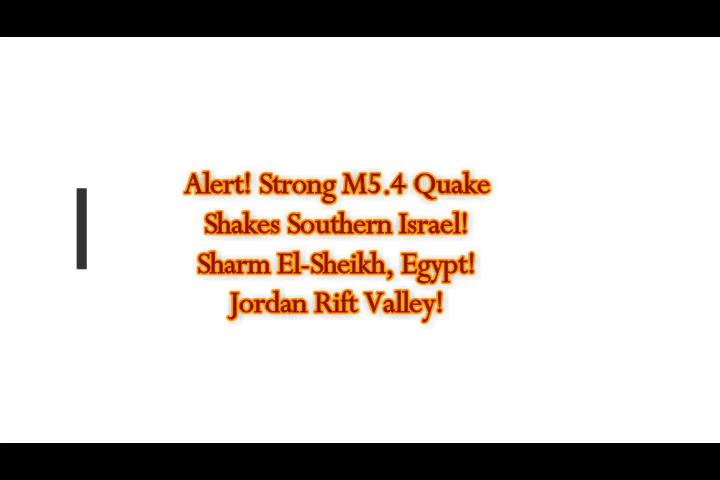 Alert! Strong M5.4 Quake
Shakes Southern Israel!
Sharm El-Sheikh, Egypt!
Jordan Rift Valley!